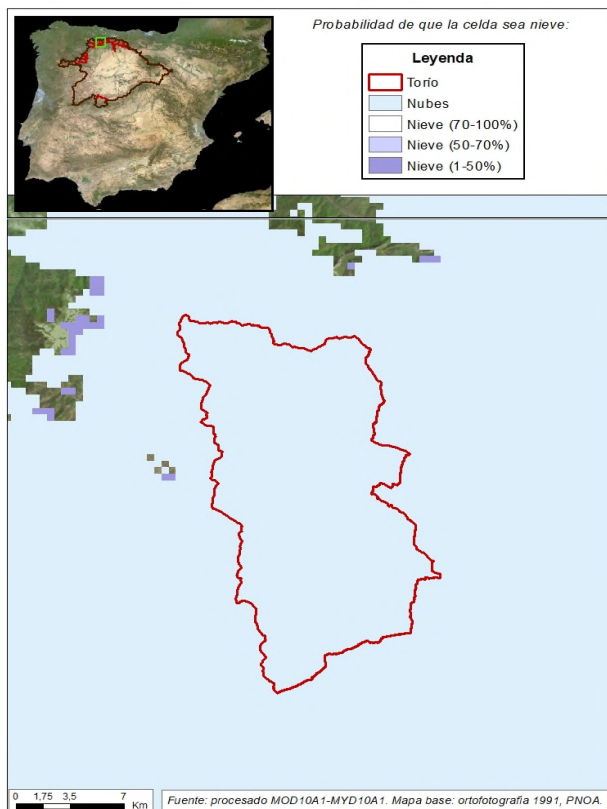 Probabilidad de que la celda sea nieve:
Leyenda
Torío
Nubes
Nieve (70-100%)
Nieve (50-70%)
Nieve (1-50%)
0 1,75 3,5 7
Km
Fuente: procesado MOD10A1-MYD10A1. Mapa base: ortofotografia 1991, PNOA